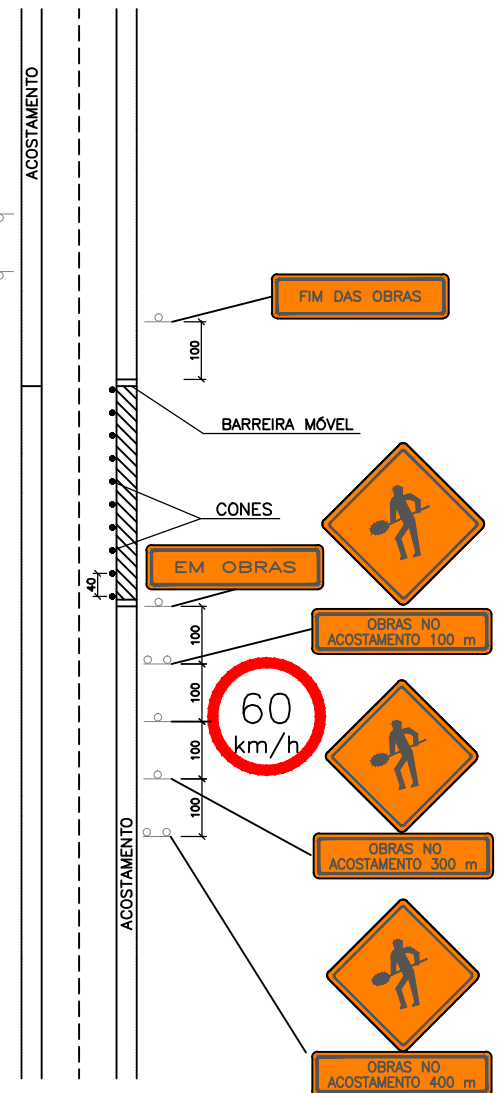 ACOSTAMENTO
FIM DAS OBRAS
100
BARREIRA MÓVEL
CONES
EM OBRAS
40
100
OBRAS NO
ACOSTAMENTO 100 m
100
60
km/h
100
100
OBRAS NO
ACOSTAMENTO 300 m
ACOSTAMENTO
OBRAS NO
ACOSTAMENTO 400 m